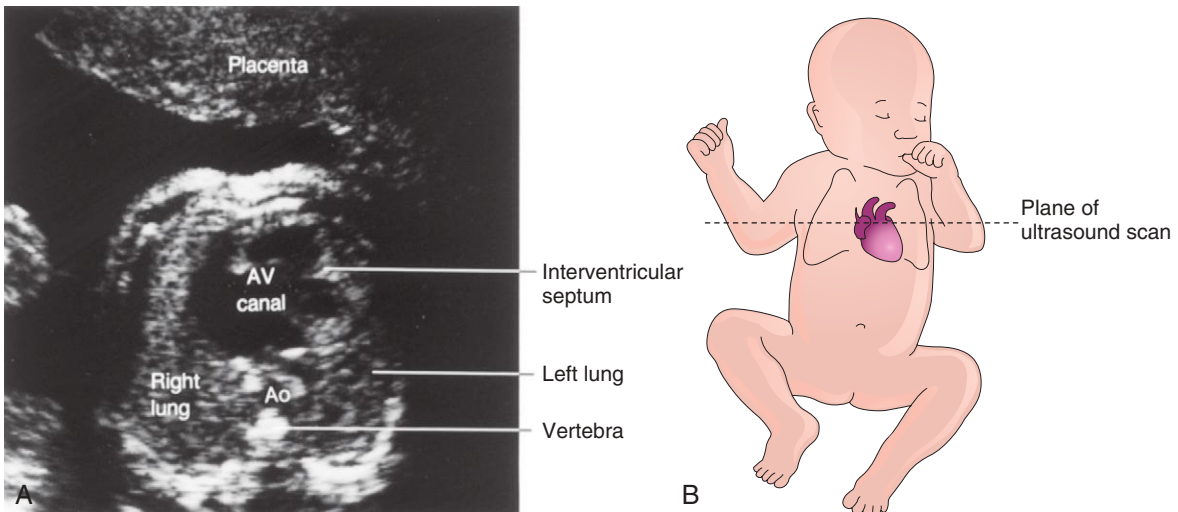 Placenta
AV
canal
Interventricular
septum
Right
lung
Ao
Left lung
Vertebra
A
Plane of
ultrasound scan
B